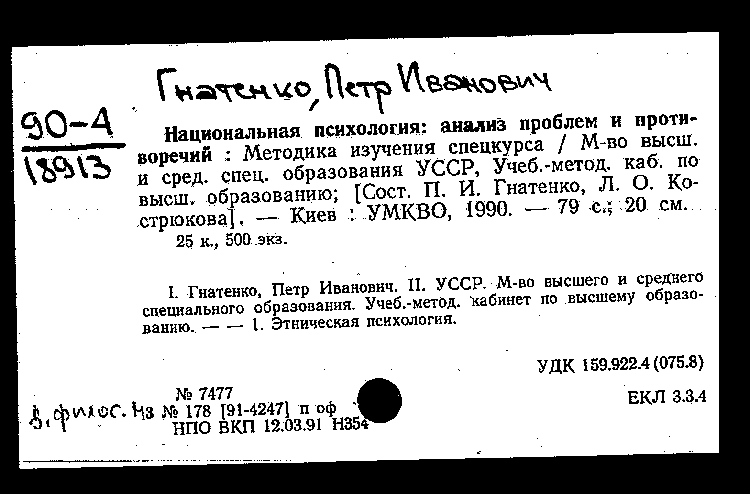 Гнатенко, Петр Иванович
90-4
18913
Национальная психология: анализ проблем и проти-
воречий : Методика изучения спецкурса / М-во высш.
и сред. спец. образования УССР, Учеб.-метод. каб. по
высш. образованию; [Сост. П. И. Гнатенко, Л. О. Ко-
стрюкова]. — Киев : УМКВО, 1990. — 79 с.; 20 см.
25 к., 500 экз.
I. Гнатенко, Петр Иванович. II. УССР. М-во высшего и среднего
специального образования. Учеб.-метод. кабинет по высшему образо-
ванию. — — 1. Этническая психология.
УДК 159.922.4 (075.8)
№ 7477
ЕКЛ 3.3.4
филос. № 178 [91-4247] п оф
НПО ВКП 12.03.91 Н354